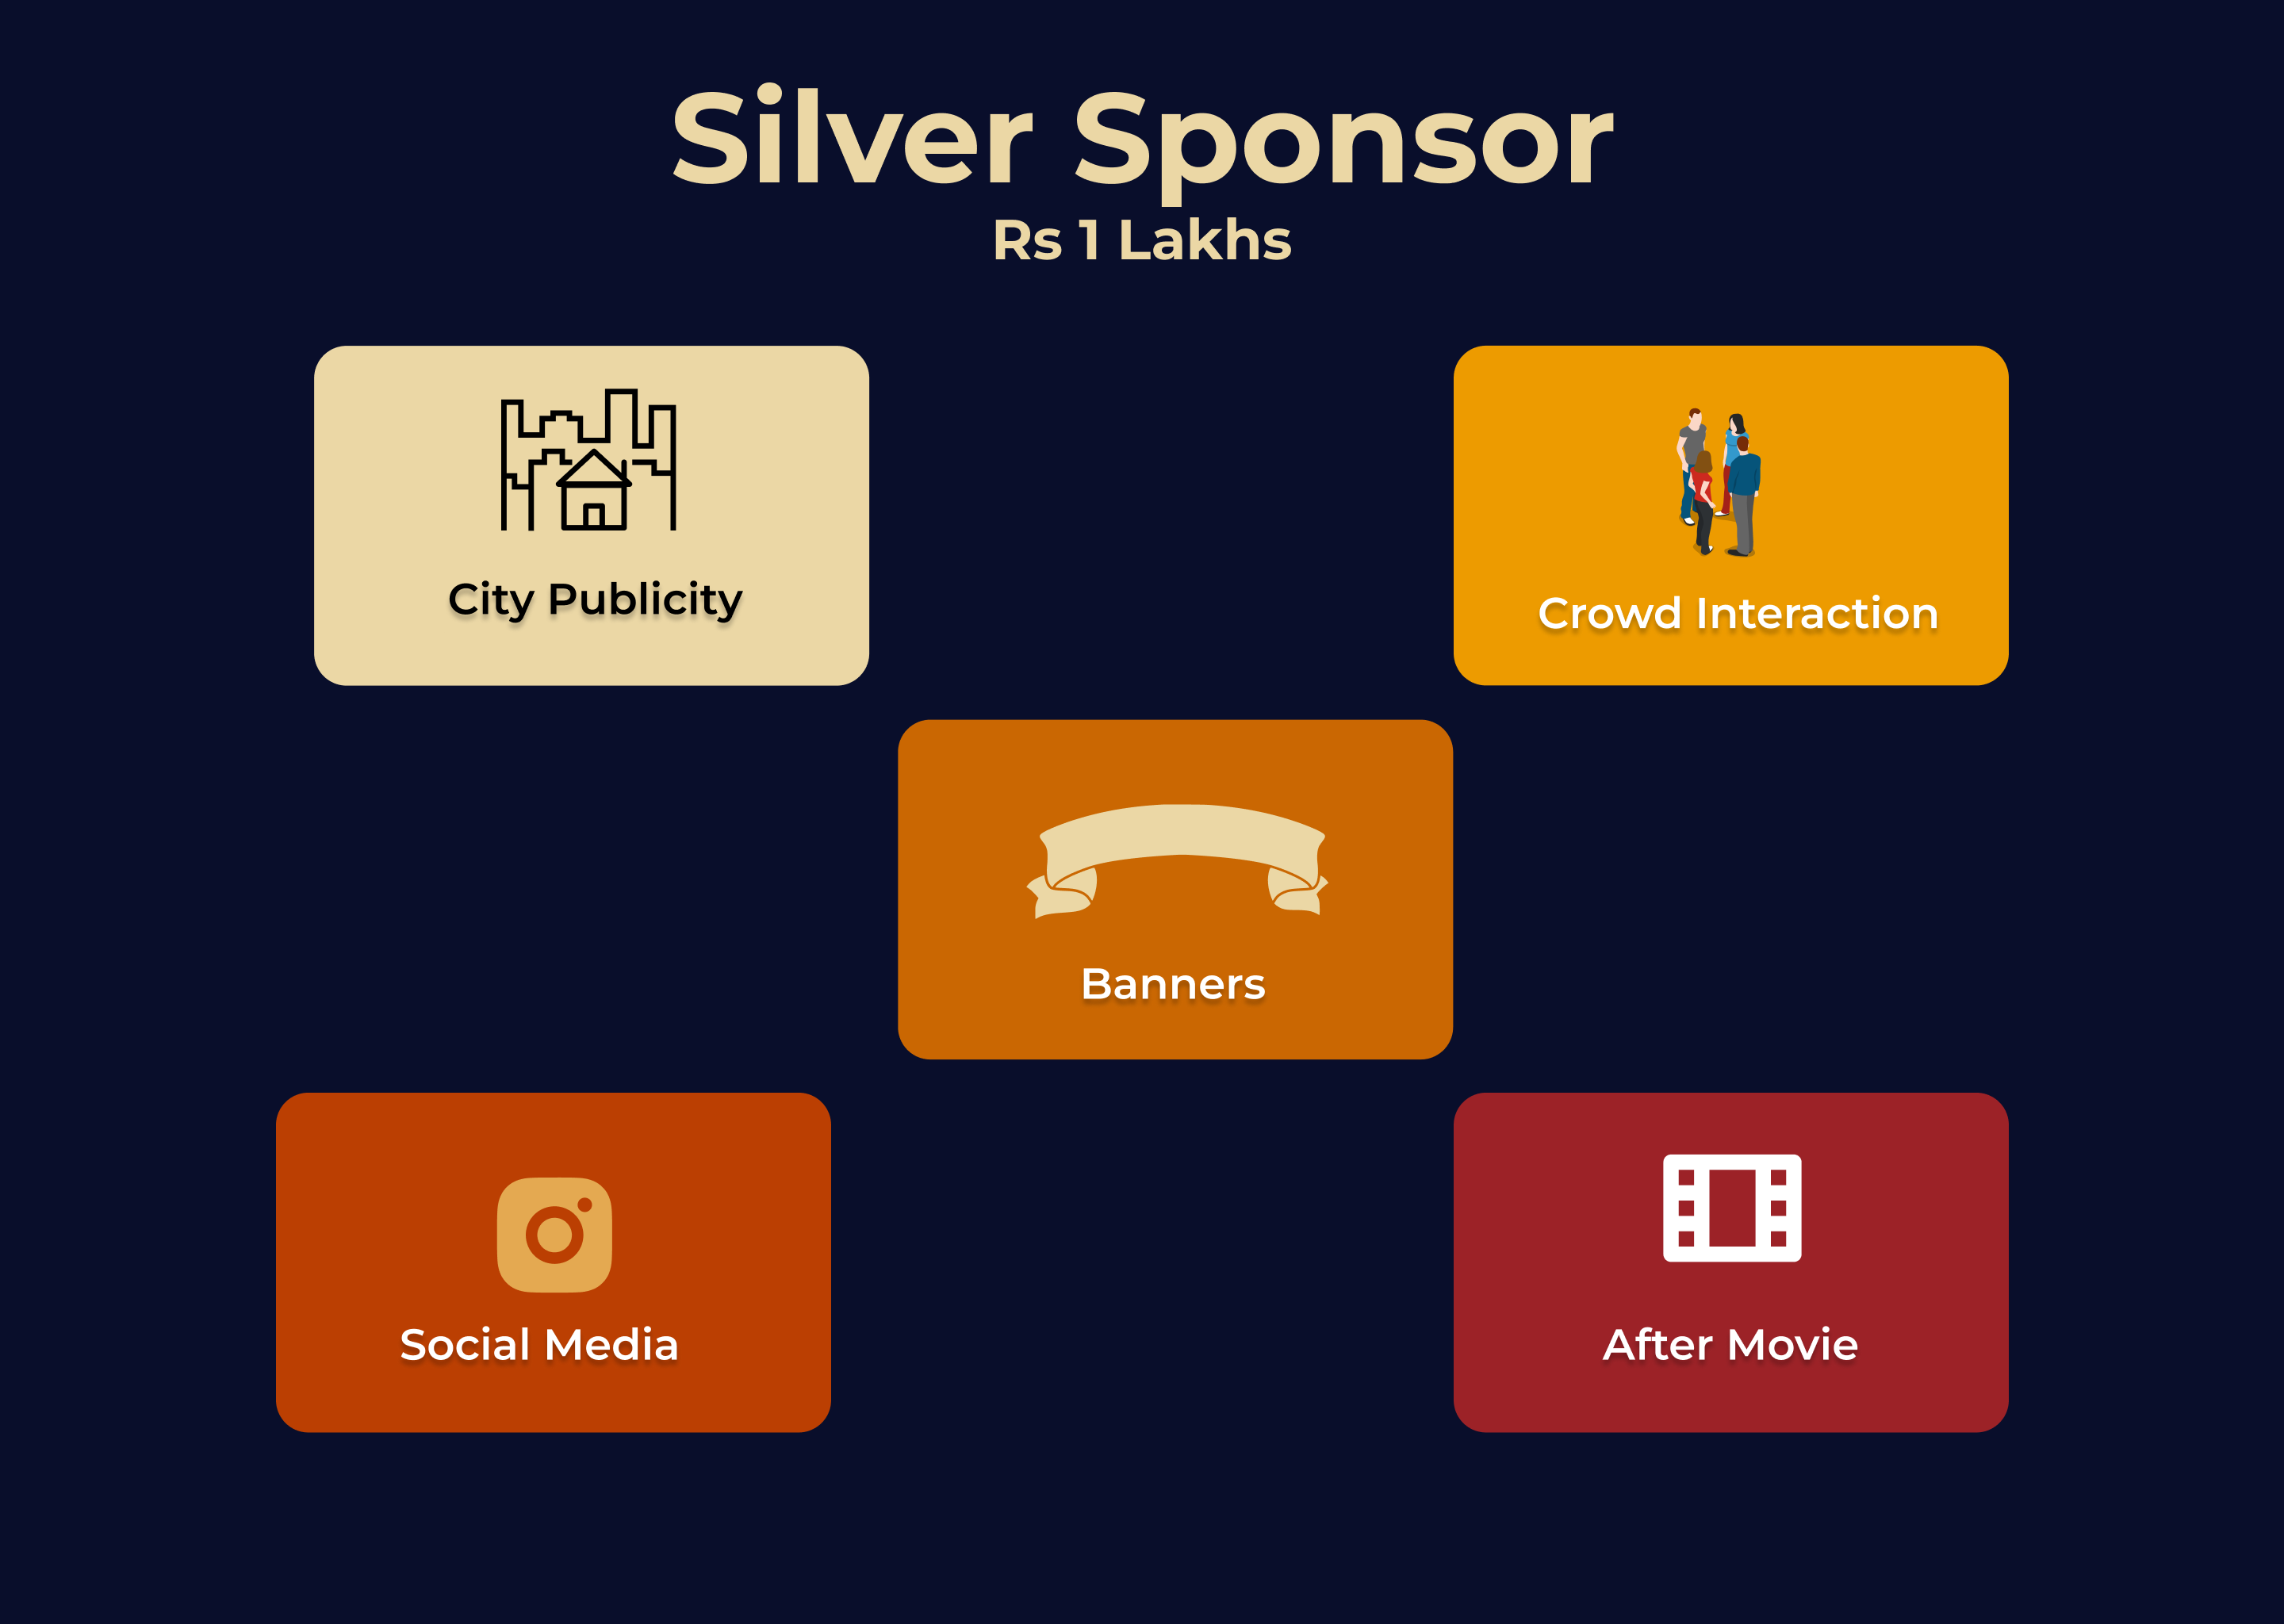 Silver Sponsor
Rs 1 Lakhs
City Publicity
Crowd Interaction
Banners
Social Media
After Movie